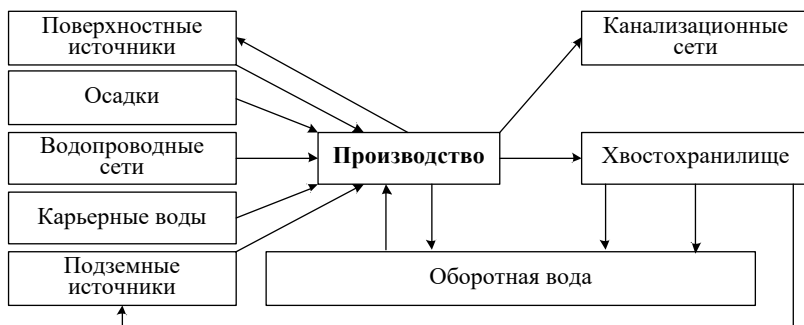 Поверхностные
источники
Канализационные
сети
Осадки
Водопроводные
сети
Производство
Хвостохранилище
Карьерные воды
Подземные
источники
Оборотная вода